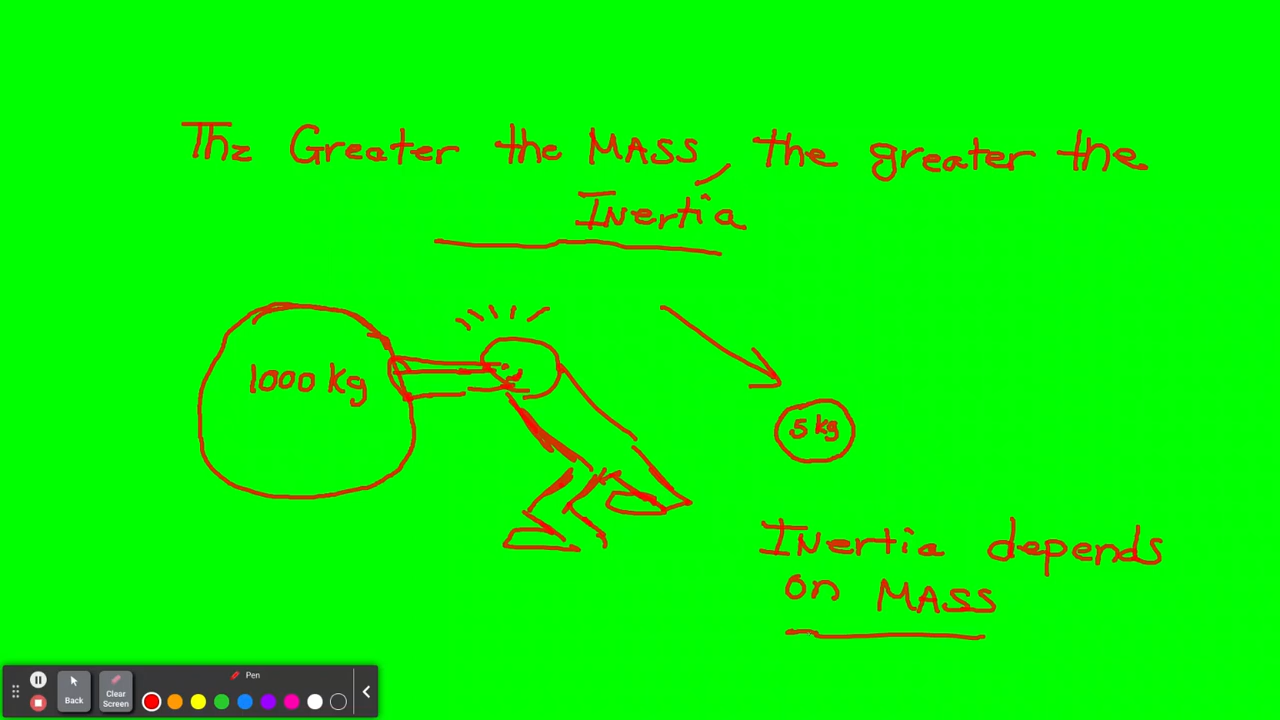 The Greater the MASS, the greater the
Inertia
1000 kg
5 kg
Inertia depends
on MASS
Pen
Back
Clear
Screen